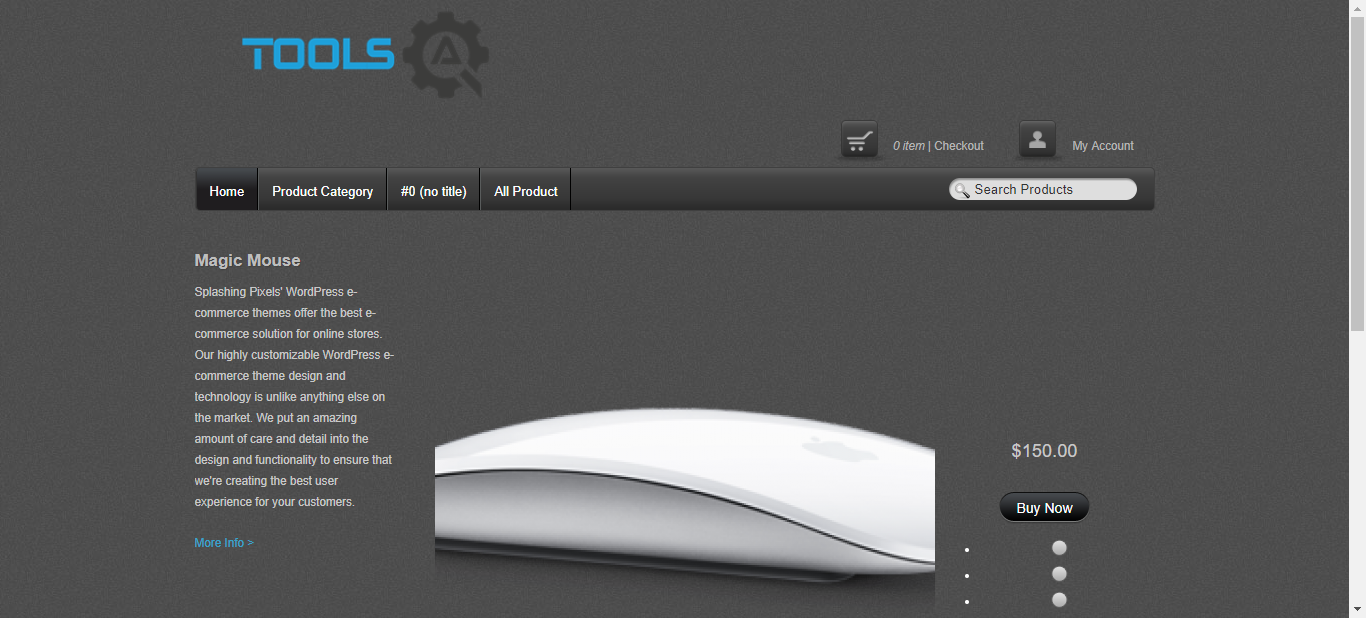 TOOLS
0 item | Checkout
My Account
Home
Product Category
#0 (no title)
All Product
Search Products
Magic Mouse
Splashing Pixels' WordPress e-
commerce themes offer the best e-
commerce solution for online stores.
Our highly customizable WordPress e-
commerce theme design and
technology is unlike anything else on
the market. We put an amazing
amount of care and detail into the
design and functionality to ensure that
we're creating the best user
experience for your customers.
More Info >
$150.00
Buy Now